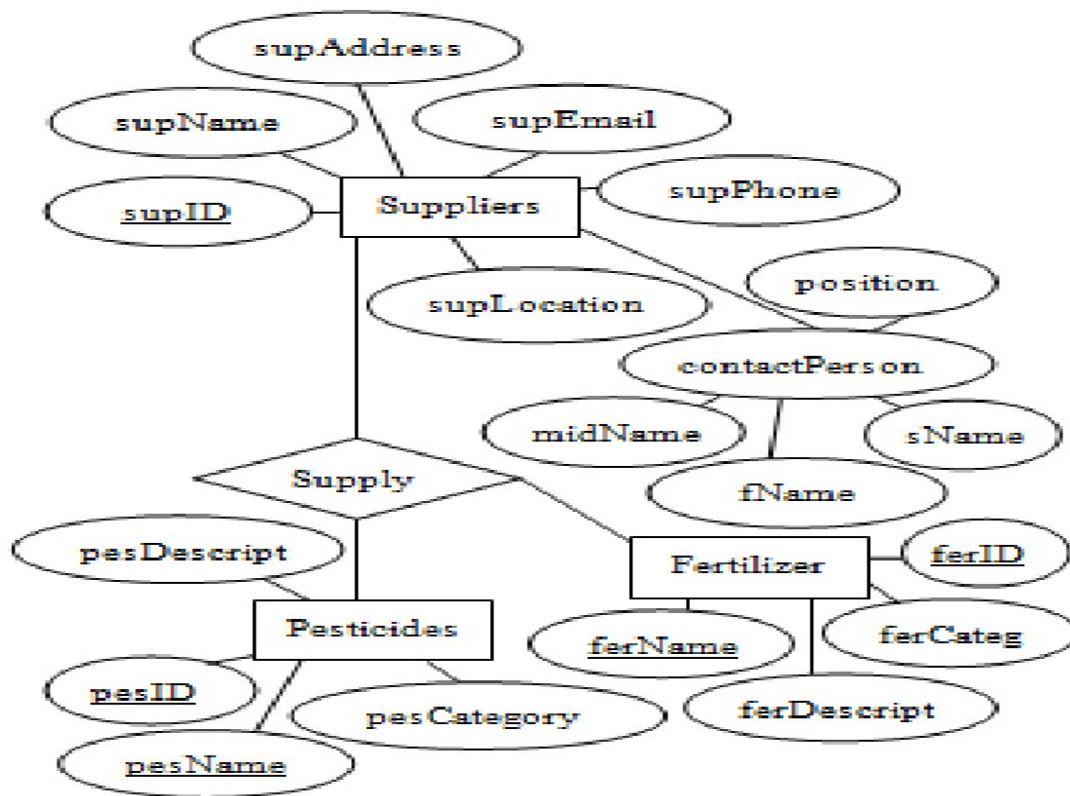 supAddress
supName
supEmail
supID
Suppliers
supPhone
supLocation
position
contactPerson
midName
sName
fName
Supply
pesDescript
Fertilizer
ferID
Pesticides
ferName
ferCateg
pesID
pesCategory
ferDescript
pesName